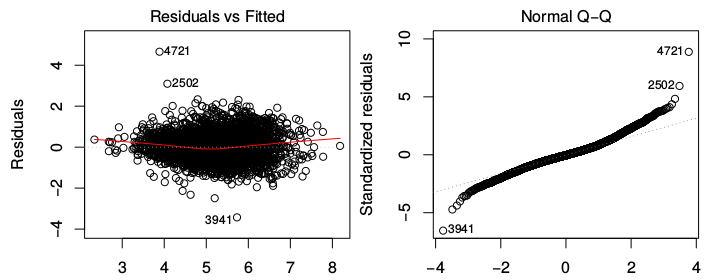 Residuals vs Fitted
Residuals
4
2
0
−2
−4
4721
2502
3941
3 4 5 6 7 8
Normal Q−Q
Standardized residuals
10
5
0
−5
4721
2502
3941
−4 −2 0 2 4